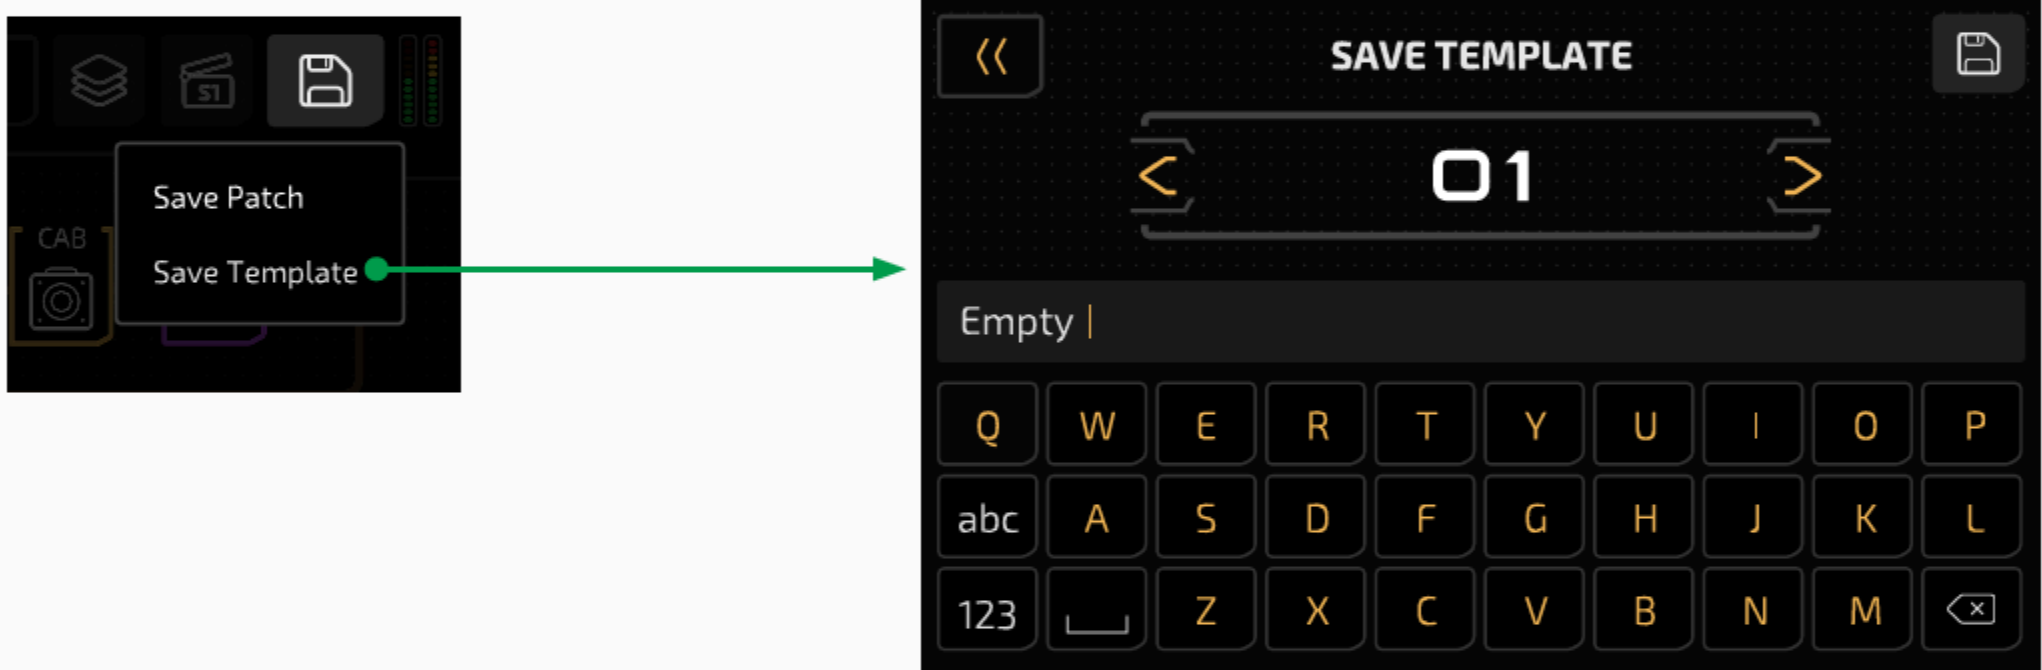 S1
Save Patch
CAB
Save Template
SAVE TEMPLATE
< 01 >
Empty
Q W E R T Y U I O P
abc A S D F G H J K L
123 Z X C V B N M